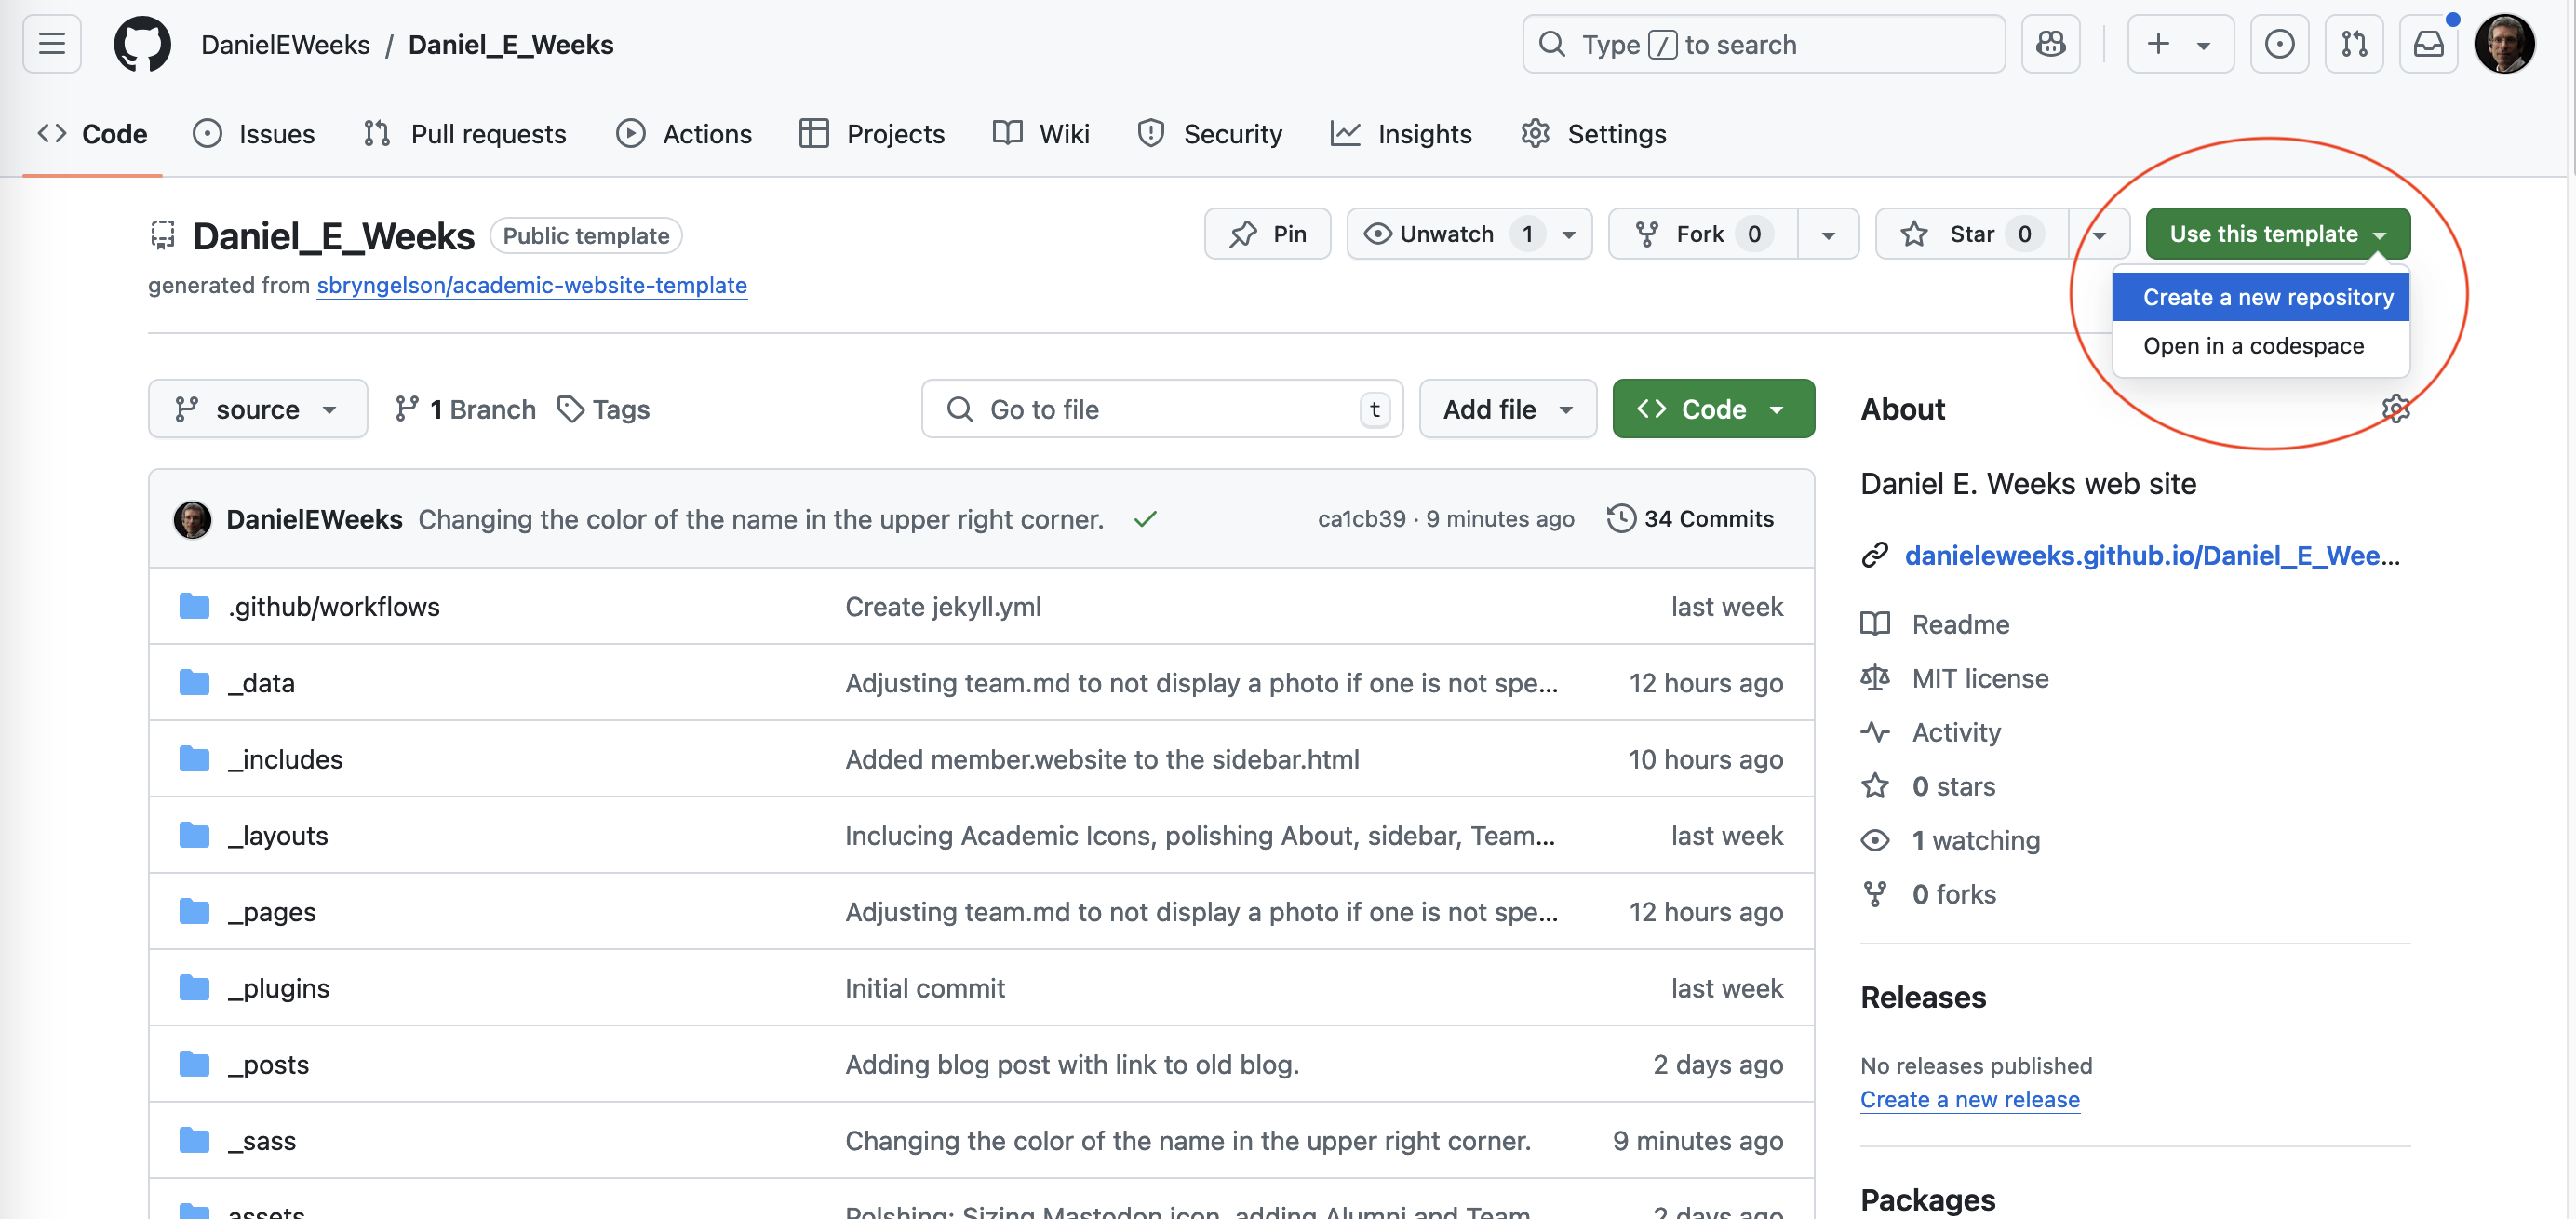 DanielEWeeks / Daniel_E_Weeks
Type / to search
Code Issues Pull requests Actions Projects Wiki Security Insights Settings
Daniel_E_Weeks Public template
Pin Unwatch 1 Fork 0 Star 0 Use this template
generated from sbryngelson/academic-website-template
Create a new repository
Open in a codespace
source 1 Branch Tags Go to file t Add file Code
About
Daniel E. Weeks web site
danieleweeks.github.io/Daniel_E_Wee...
Readme
MIT license
Activity
0 stars
1 watching
0 forks
Releases
No releases published
Create a new release
Packages
DanielEWeeks Changing the color of the name in the upper right corner. ca1cb39 · 9 minutes ago 34 Commits
.github/workflows Create jekyll.yml last week
_data Adjusting team.md to not display a photo if one is not spe... 12 hours ago
_includes Added member.website to the sidebar.html 10 hours ago
_layouts Inclucing Academic Icons, polishing About, sidebar, Team... last week
_pages Adjusting team.md to not display a photo if one is not spe... 12 hours ago
_plugins Initial commit last week
_posts Adding blog post with link to old blog. 2 days ago
_sass Changing the color of the name in the upper right corner. 9 minutes ago
assets Polshing: Sizing Mastodon icon, adding Alumni and Team 2 days ago